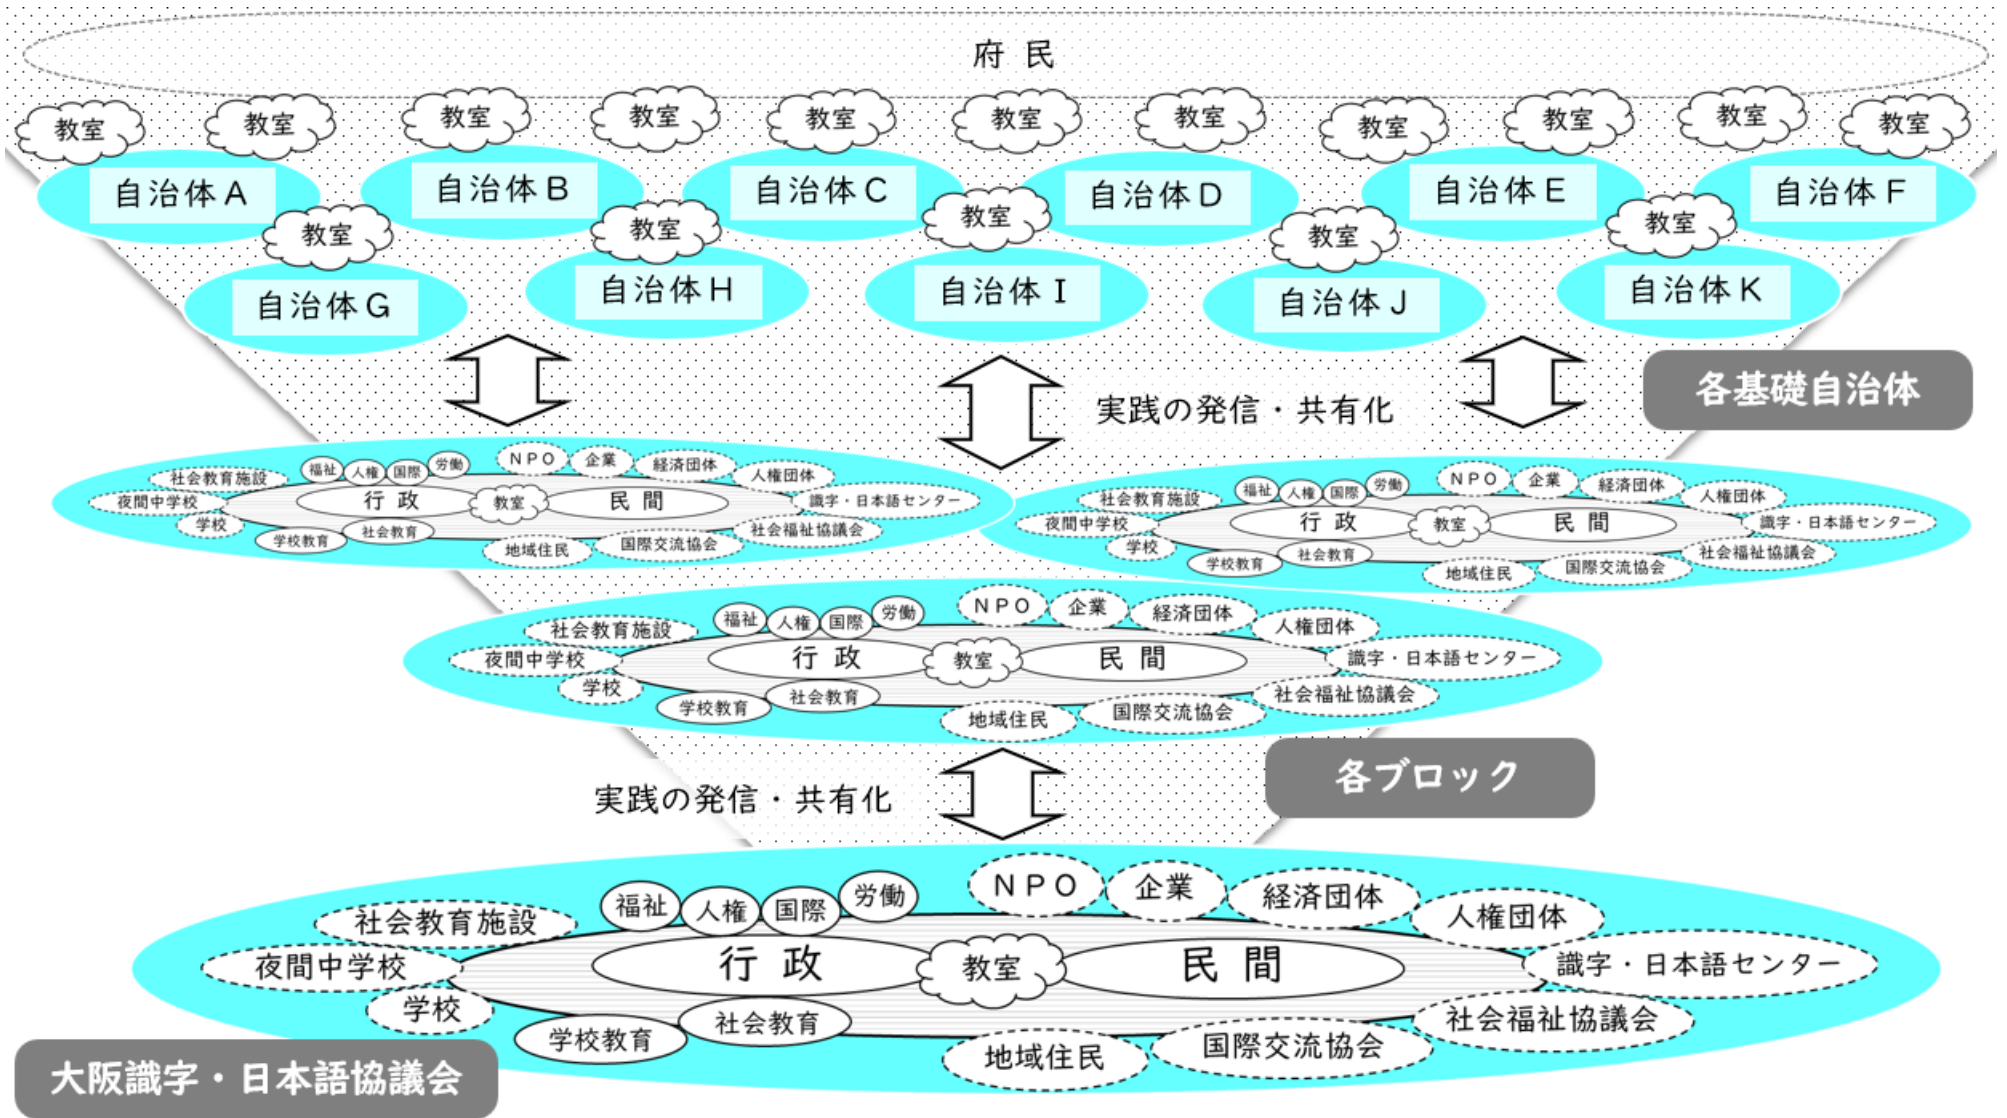 府 民
教室
教室
教室
教室
教室
教室
教室
教室
教室
教室
教室
自治体A
自治体B
自治体C
自治体D
自治体E
自治体F
教室
教室
教室
教室
教室
自治体G
自治体H
自治体I
自治体J
自治体K
各基礎自治体
実践の発信・共有化
社会教育施設
福祉
人権
国際
労働
NPO
企業
経済団体
人権団体
夜間中学校
行 政
教室
民 間
識字・日本語センター
学校
学校教育
社会教育
地域住民
国際交流協会
社会福祉協議会
社会教育施設
福祉
人権
国際
労働
NPO
企業
経済団体
人権団体
夜間中学校
行 政
教室
民 間
識字・日本語センター
学校
学校教育
社会教育
地域住民
国際交流協会
社会福祉協議会
社会教育施設
福祉
人権
国際
労働
NPO
企業
経済団体
人権団体
夜間中学校
行 政
教室
民 間
識字・日本語センター
学校
学校教育
社会教育
地域住民
国際交流協会
社会福祉協議会
各ブロック
実践の発信・共有化
社会教育施設
福祉
人権
国際
労働
NPO
企業
経済団体
人権団体
夜間中学校
行 政
教室
民 間
識字・日本語センター
学校
学校教育
社会教育
地域住民
国際交流協会
社会福祉協議会
大阪識字・日本語協議会